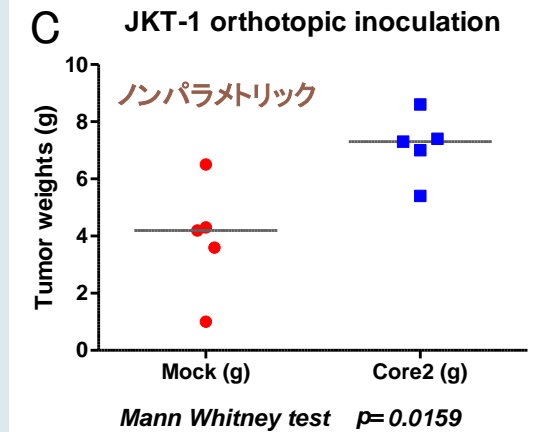 C
JKT-1 orthotopic inoculation
ノンパラメトリック
Tumor weights (g)
10
8
6
4
2
0
Mock (g) Core2 (g)
Mann Whitney test p=0.0159